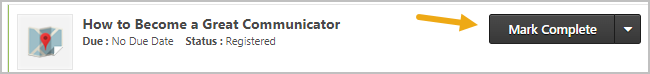 How to Become a Great Communicator
Due : No Due Date Status : Registered
Mark Complete